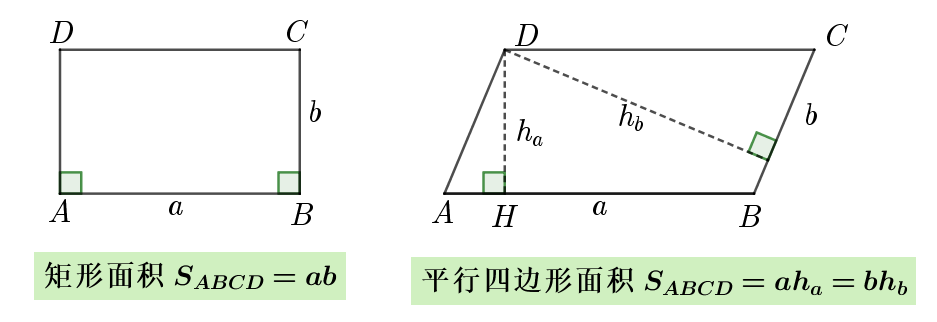 D C
b
A a B
矩形面积 S_{ABCD} = ab
D C
h_b b
h_a
A H a B
平行四边形面积 S_{ABCD} = ah_a = bh_b